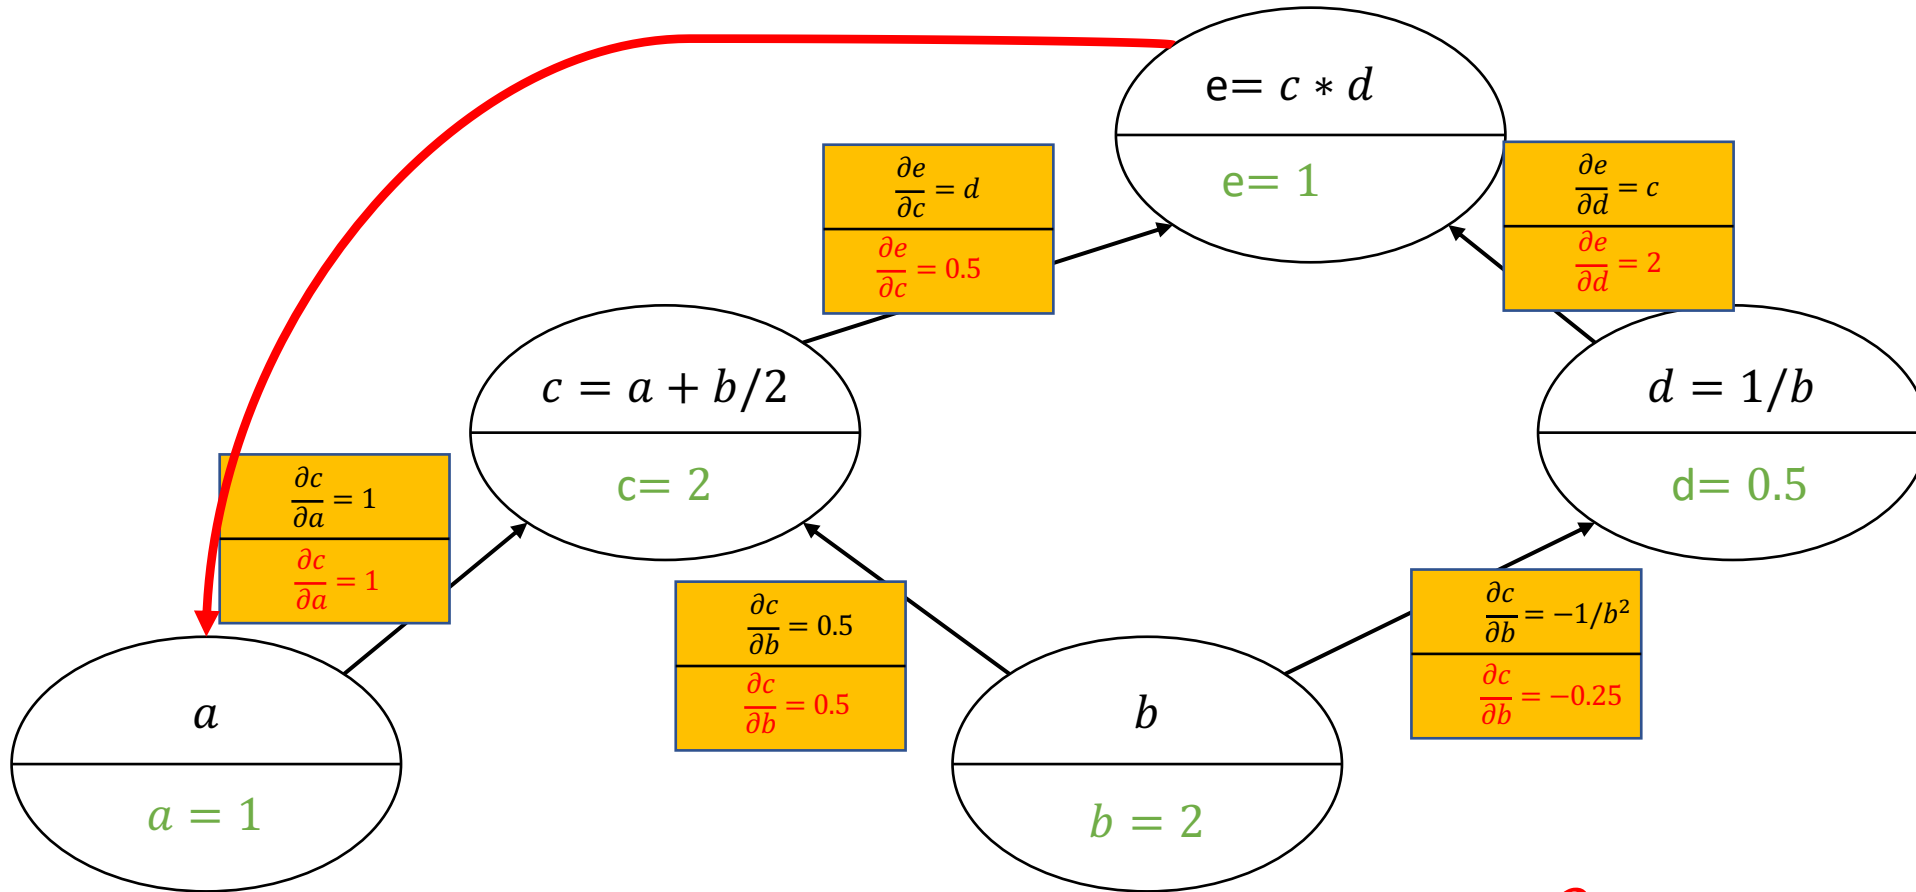 e= c ∗ d
e= 1
∂e/∂c = d
∂e/∂c = 0.5
∂e/∂d = c
∂e/∂d = 2
c = a + b/2
c= 2
d = 1/b
d= 0.5
∂c/∂a = 1
∂c/∂a = 1
∂c/∂b = 0.5
∂c/∂b = 0.5
∂c/∂b = −1/b²
∂c/∂b = −0.25
a
a = 1
b
b = 2